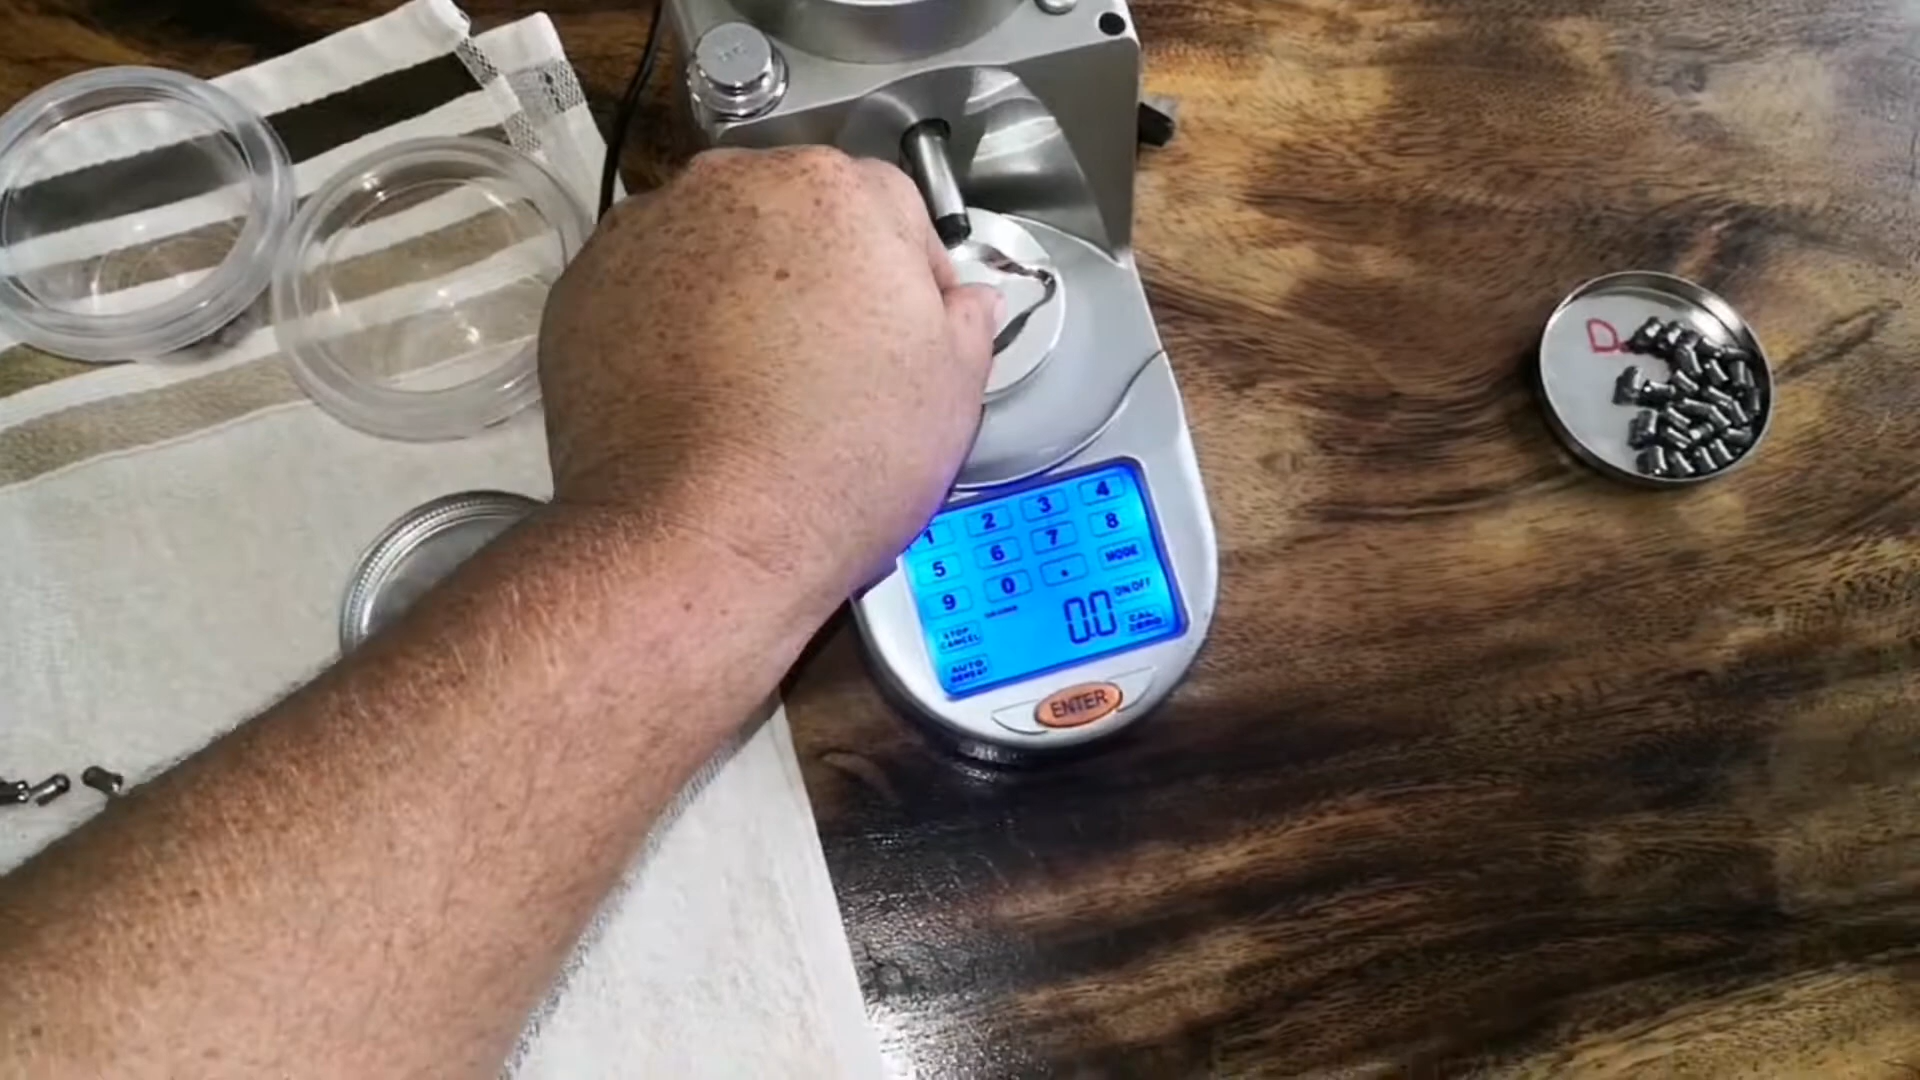 D
1 2 3 4
5 6 7 8
9 0 . MODE
ON/OFF
STOP
CANCEL
0.0
CAL
ZERO
AUTO
ENTER